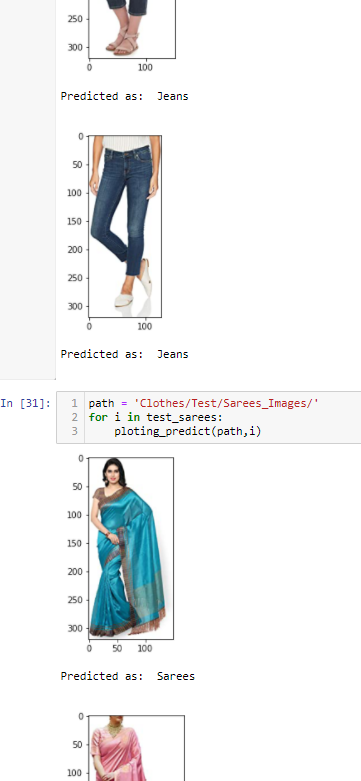 250
300
0 100
Predicted as: Jeans
0
50
100
150
200
250
300
0 100
Predicted as: Jeans
In [31]:
1 path = 'Clothes/Test/Sarees_Images/'
2 for i in test_sarees:
3 ploting_predict(path,i)
0
50
100
150
200
250
300
0 50 100
Predicted as: Sarees
0
50
100